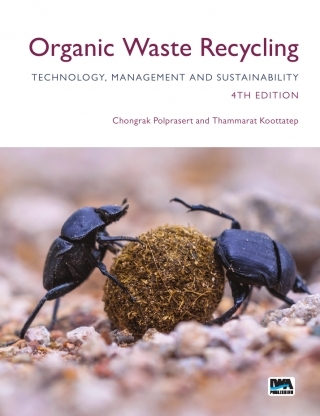 Organic Waste Recycling
TECHNOLOGY, MANAGEMENT AND SUSTAINABILITY
4TH EDITION
Chongrak Polprasert and Thammarat Koottatep
IWA
PUBLISHING